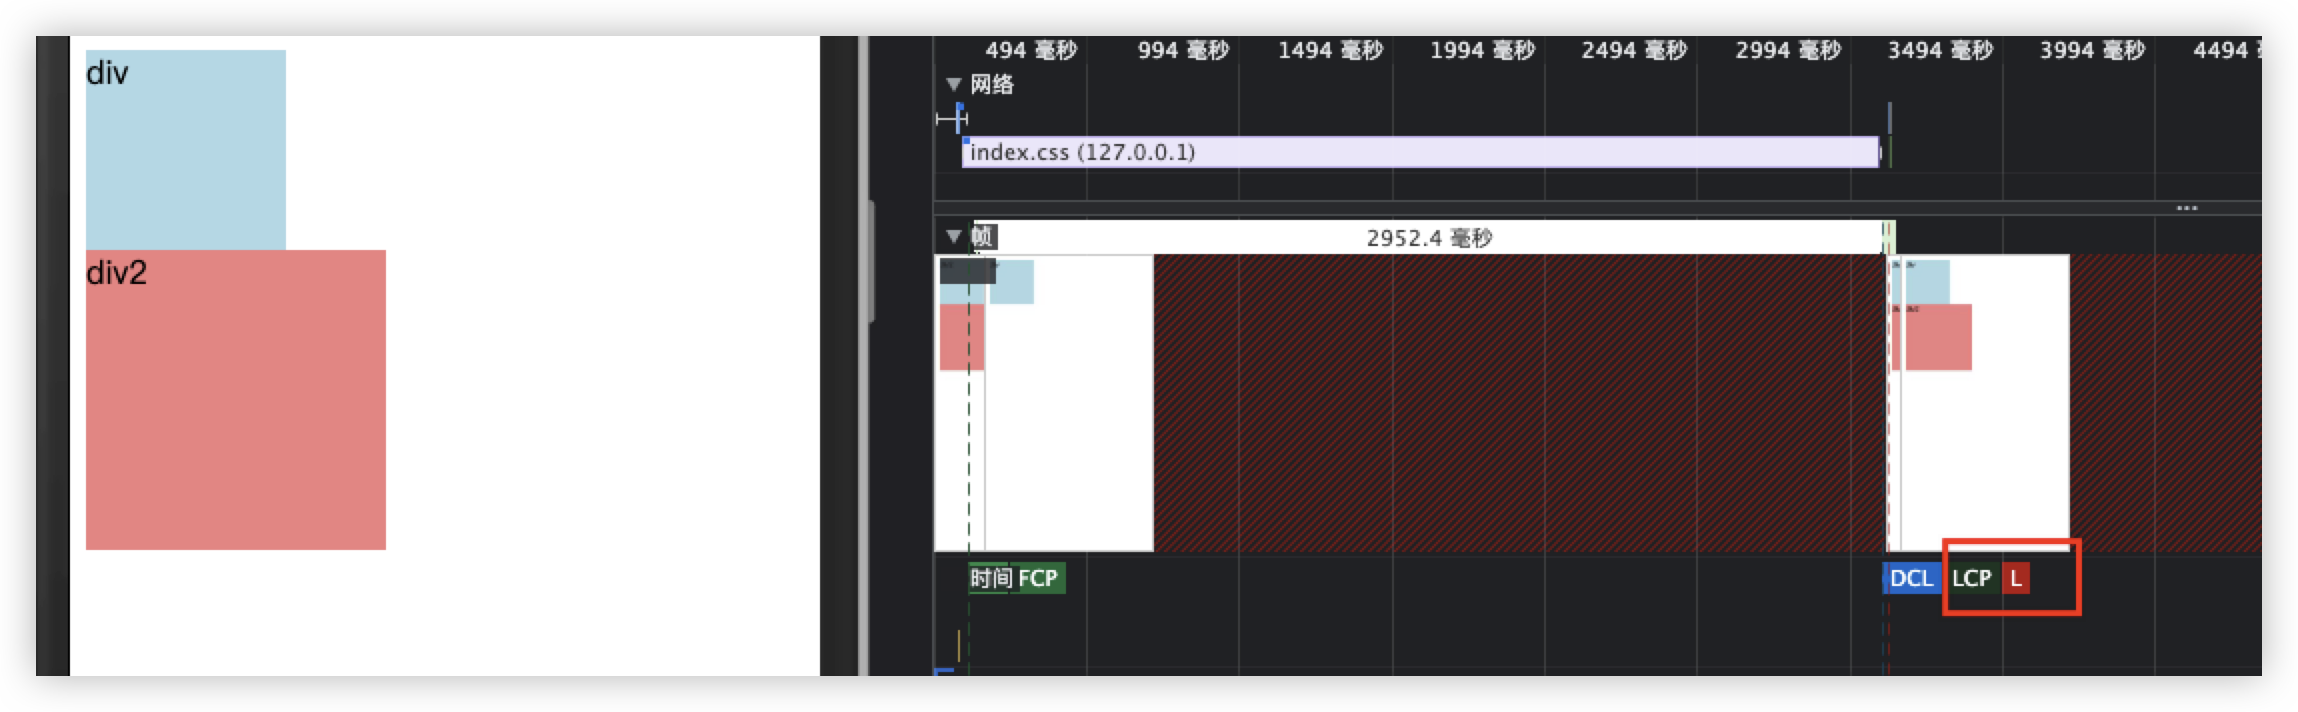 div
div2
494 毫秒 994 毫秒 1494 毫秒 1994 毫秒 2494 毫秒 2994 毫秒 3494 毫秒 3994 毫秒 4494
网络
index.css (127.0.0.1)
帧 2952.4 毫秒
时间 FCP DCL LCP L